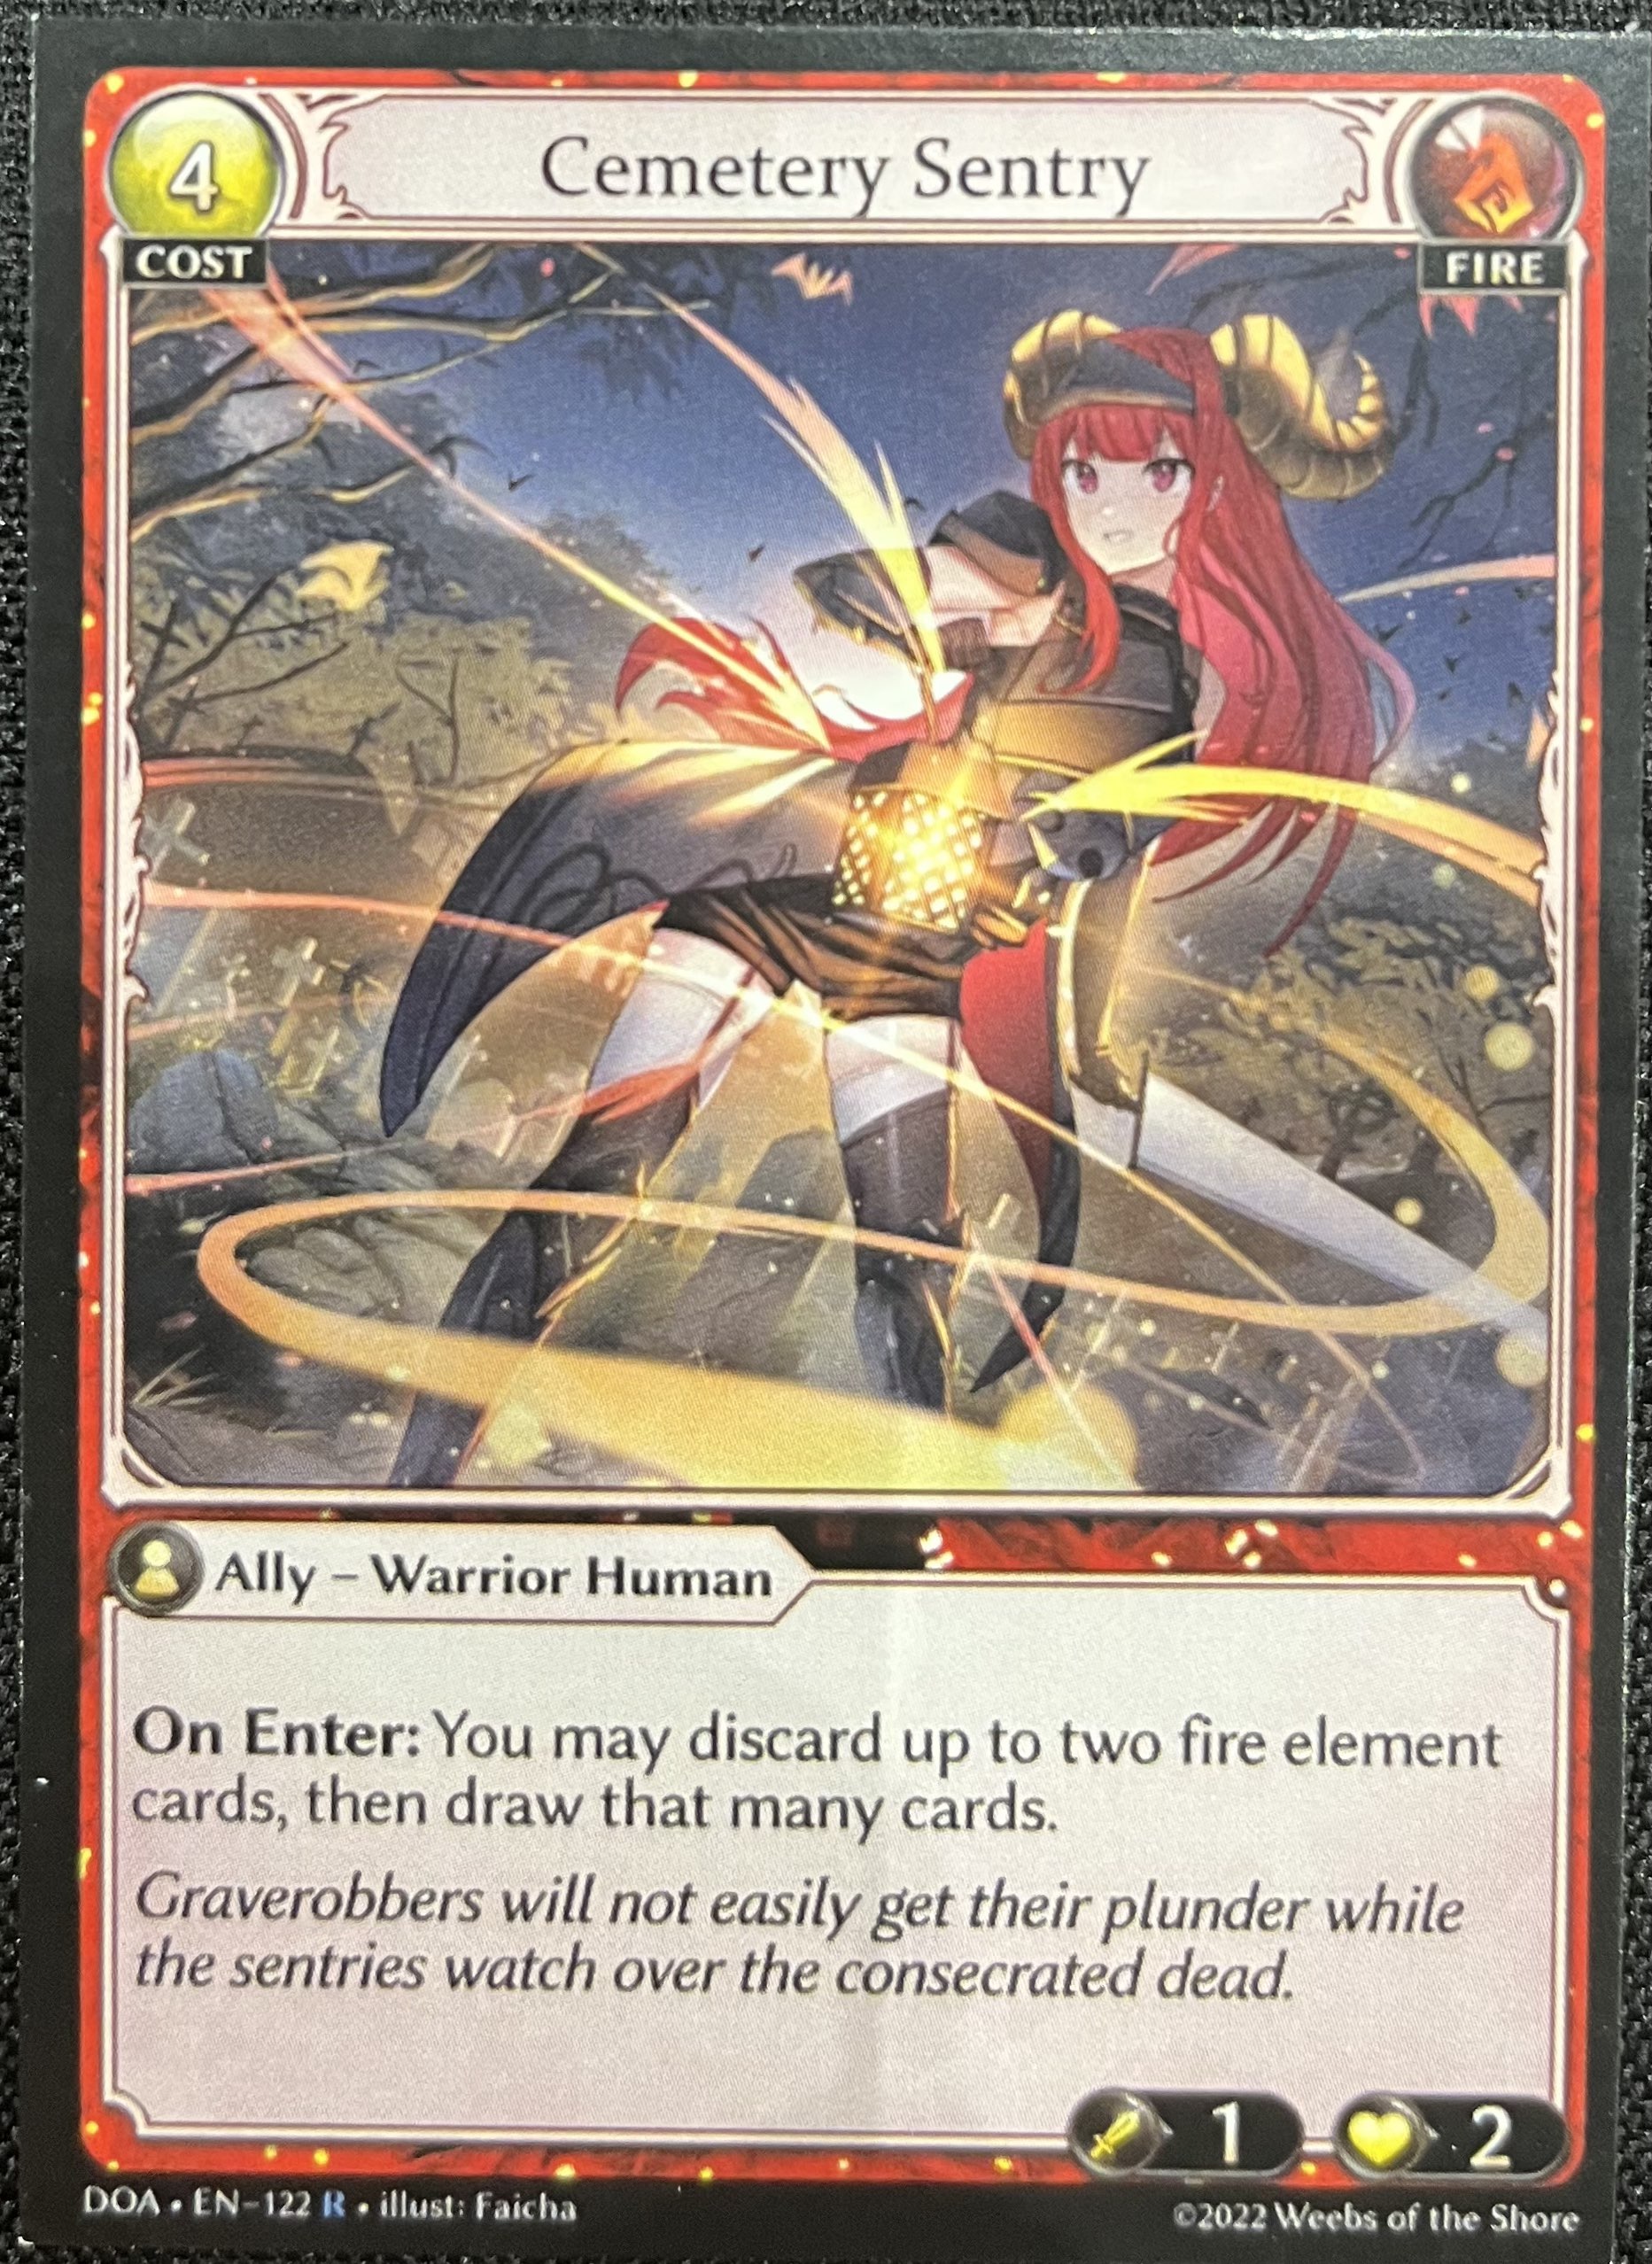 4
Cemetery Sentry
COST
FIRE
Ally – Warrior Human
On Enter: You may discard up to two fire element
cards, then draw that many cards.
Graverobbers will not easily get their plunder while
the sentries watch over the consecrated dead.
1
2
DOA • EN-122 R • illust: Faicha
©2022 Weebs of the Shore